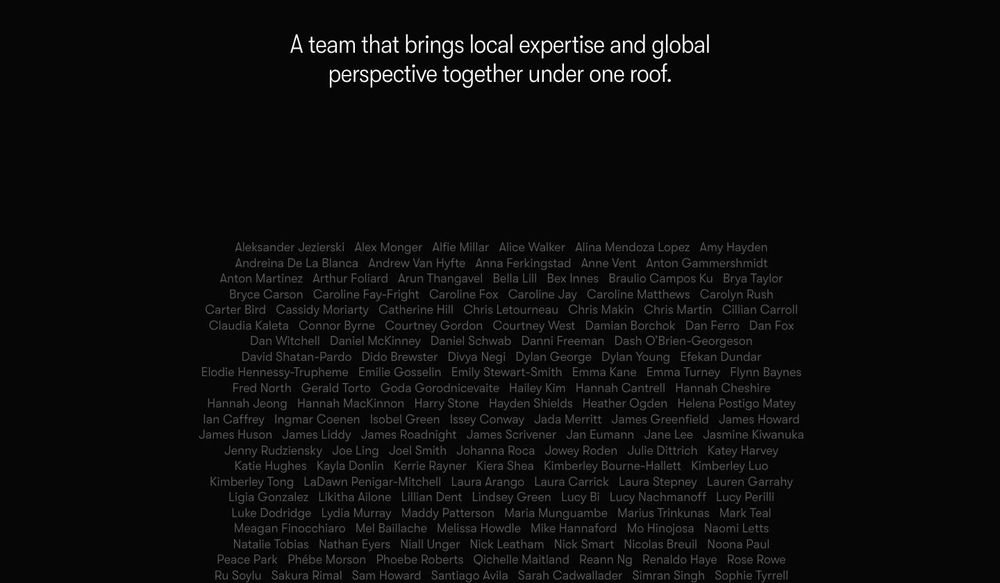 A team that brings local expertise and global
perspective together under one roof.
Aleksander Jezierski Alex Monger Alfie Millar Alice Walker Alina Mendoza Lopez Amy Hayden
Andreina De La Blanca Andrew Van Hyfte Anna Ferkingstad Anne Vent Anton Gammershmidt
Anton Martinez Arthur Foliard Arun Thangavel Bella Lill Bex Innes Braulio Campos Ku Brya Taylor
Bryce Carson Caroline Fay-Fright Caroline Fox Caroline Jay Caroline Matthews Carolyn Rush
Carter Bird Cassidy Moriarty Catherine Hill Chris Letourneau Chris Makin Chris Martin Cillian Carroll
Claudia Kaleta Connor Byrne Courtney Gordon Courtney West Damian Borchok Dan Ferro Dan Fox
Dan Witchell Daniel McKinney Daniel Schwab Danni Freeman Dash O'Brien-Georgeson
David Shatan-Pardo Dido Brewster Divya Negi Dylan George Dylan Young Efekan Dundar
Elodie Hennessy-Trupheme Emilie Gosselin Emily Stewart-Smith Emma Kane Emma Turney Flynn Baynes
Fred North Gerald Torto Goda Gorodnicevaite Hailey Kim Hannah Cantrell Hannah Cheshire
Hannah Jeong Hannah MacKinnon Harry Stone Hayden Shields Heather Ogden Helena Postigo Matey
Ian Caffrey Ingmar Coenen Isobel Green Issey Conway Jada Merritt James Greenfield James Howard
James Huson James Liddy James Roadnight James Scrivener Jan Eumann Jane Lee Jasmine Kiwanuka
Jenny Rudziensky Joe Ling Joel Smith Johanna Roca Jowey Roden Julie Dittrich Katey Harvey
Katie Hughes Kayla Donlin Kerrie Rayner Kiera Shea Kimberley Bourne-Hallett Kimberley Luo
Kimberley Tong LaDawn Penigar-Mitchell Laura Arango Laura Carrick Laura Stepney Lauren Garrahy
Ligia Gonzalez Likitha Ailone Lillian Dent Lindsey Green Lucy Bi Lucy Nachmanoff Lucy Perilli
Luke Dodridge Lydia Murray Maddy Patterson Maria Munguambe Marius Trinkunas Mark Teal
Meagan Finocchiaro Mel Baillache Melissa Howdle Mike Hannaford Mo Hinojosa Naomi Letts
Natalie Tobias Nathan Eyers Niall Unger Nick Leatham Nick Smart Nicolas Breuil Noona Paul
Peace Park Phébe Morson Phoebe Roberts Qichelle Maitland Reann Ng Renaldo Haye Rose Rowe
Ru Soylu Sakura Rimal Sam Howard Santiago Avila Sarah Cadwallader Simran Singh Sophie Tyrrell